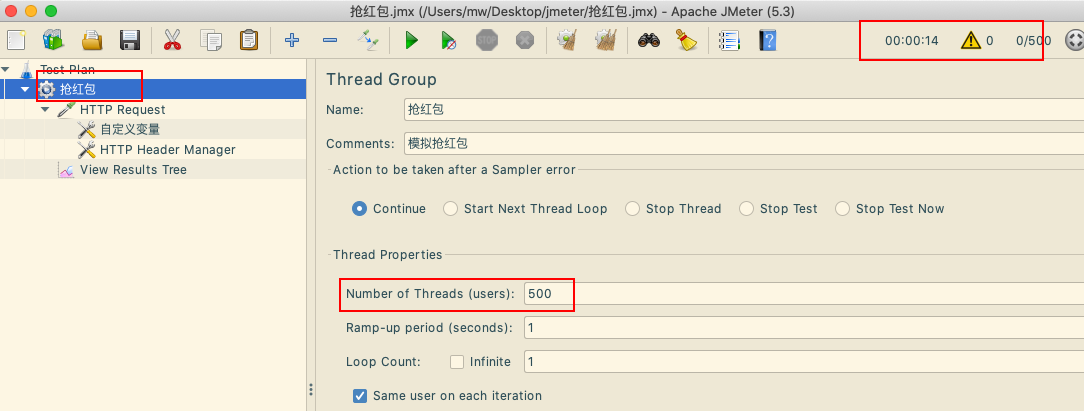 抢红包.jmx (/Users/mw/Desktop/jmeter/抢红包.jmx) - Apache JMeter (5.3)
00:00:14 0 0/500
Test Plan
抢红包
HTTP Request
自定义变量
HTTP Header Manager
View Results Tree
Thread Group
Name: 抢红包
Comments: 模拟抢红包
Action to be taken after a Sampler error
Continue Start Next Thread Loop Stop Thread Stop Test Stop Test Now
Thread Properties
Number of Threads (users): 500
Ramp-up period (seconds): 1
Loop Count: Infinite 1
Same user on each iteration